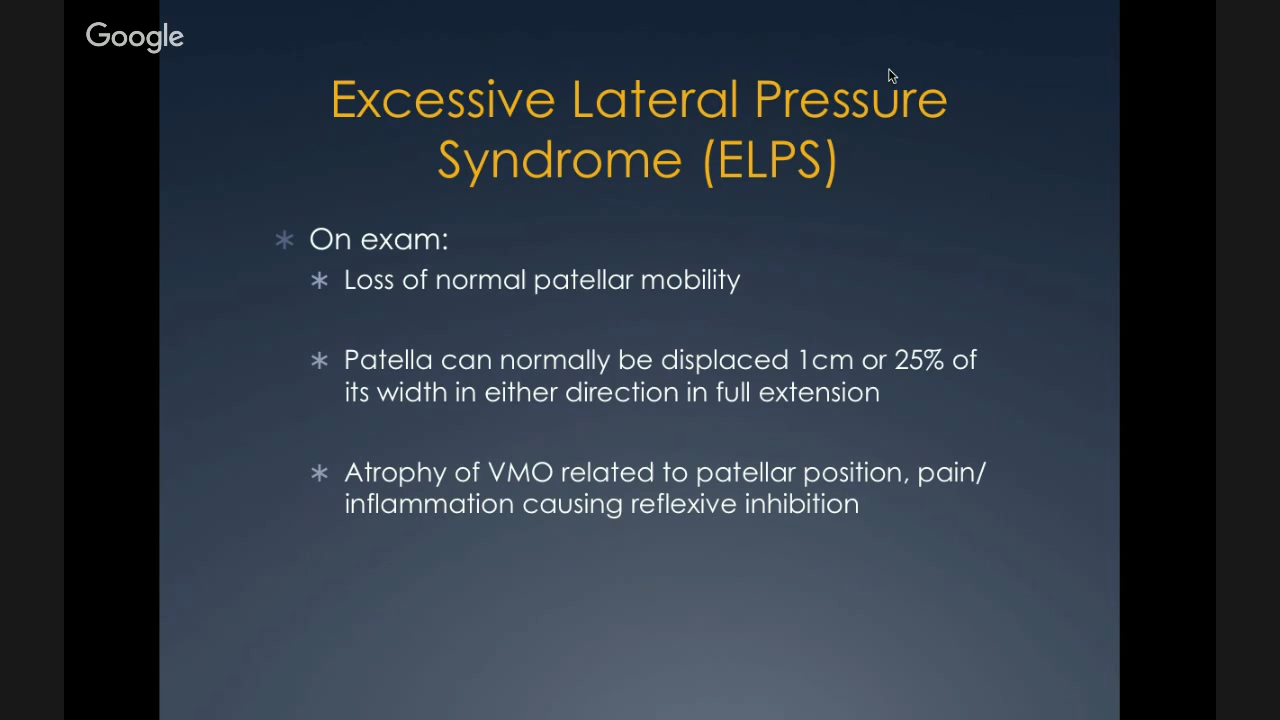 Google
Excessive Lateral Pressure
Syndrome (ELPS)
On exam:
Loss of normal patellar mobility
Patella can normally be displaced 1cm or 25% of
its width in either direction in full extension
Atrophy of VMO related to patellar position, pain/
inflammation causing reflexive inhibition